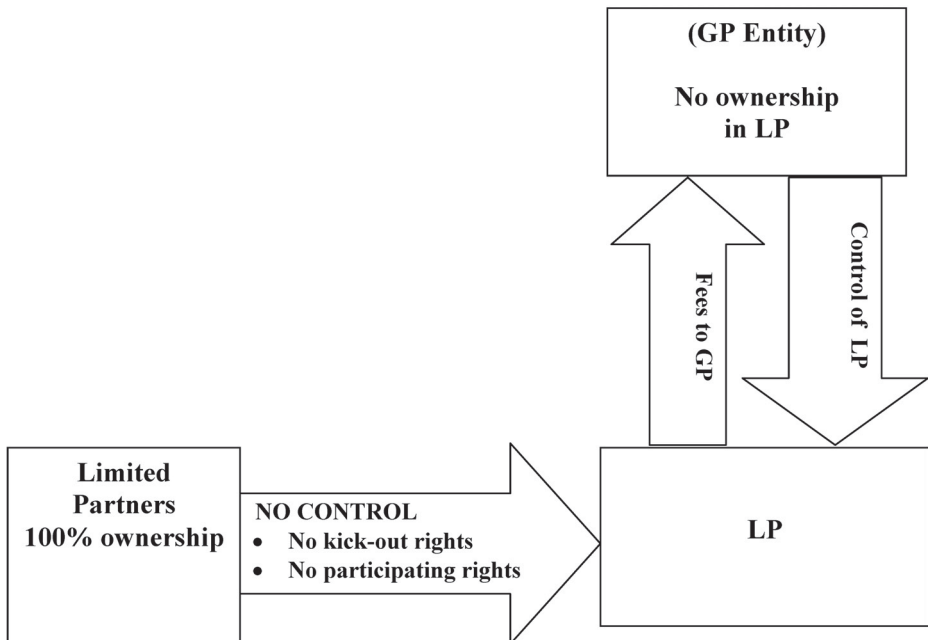 (GP Entity)
No ownership
in LP
Fees to GP
Control of LP
Limited
Partners
100% ownership
NO CONTROL
• No kick-out rights
• No participating rights
LP